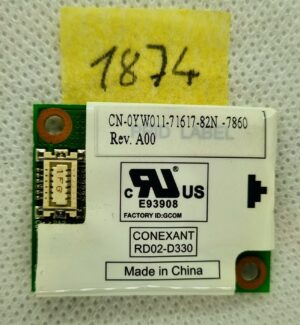 1874
CN-0YW011-71617-82N -7860
Rev. A00
c RU US
E93908
FACTORY ID:GCOM
CONEXANT
RD02-D330
Made in China